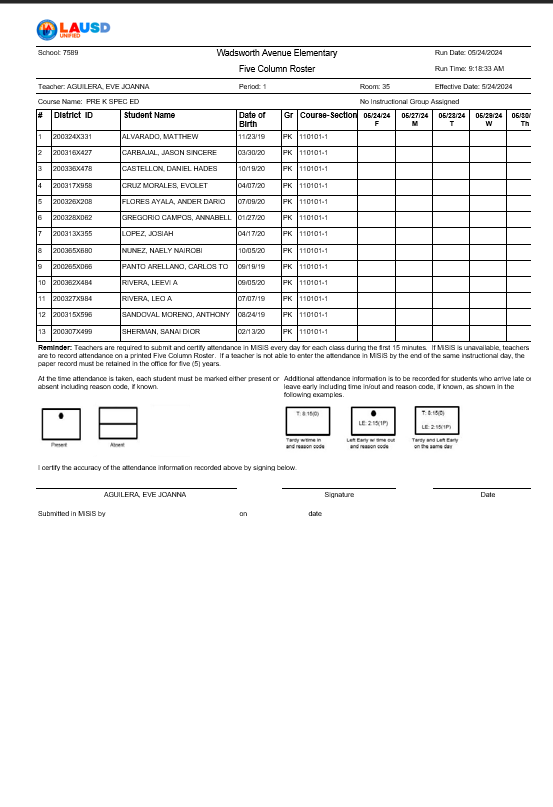 LAUSD
UNIFIED
School: 7589 Wadsworth Avenue Elementary Run Date: 05/24/2024
Five Column Roster Run Time: 9:18:33 AM
Teacher: AGUILERA, EVE JOANNA Period: 1 Room: 35 Effective Date: 5/24/2024
Course Name: PRE K SPEC ED No Instructional Group Assigned
# District ID Student Name Date of Birth Gr Course-Section 05/24/24 F 05/27/24 M 05/28/24 T 05/29/24 W 05/30/ Th
1 200324X331 ALVARADO, MATTHEW 11/23/19 PK 110101-1
2 200316X427 CARBAJAL, JASON SINCERE 03/30/20 PK 110101-1
3 200336X478 CASTELLON, DANIEL HADES 10/19/20 PK 110101-1
4 200317X958 CRUZ MORALES, EVOLET 04/07/20 PK 110101-1
5 200326X208 FLORES AYALA, ANDER DARIO 07/09/20 PK 110101-1
6 200328X062 GREGORIO CAMPOS, ANNABELL 01/27/20 PK 110101-1
7 200313X355 LOPEZ, JOSIAH 04/17/20 PK 110101-1
8 200365X680 NUNEZ, NAELY NAIROBI 10/05/20 PK 110101-1
9 200265X066 PANTO ARELLANO, CARLOS TO 09/19/19 PK 110101-1
10 200362X484 RIVERA, LEEVI A 09/05/20 PK 110101-1
11 200327X984 RIVERA, LEO A 07/07/19 PK 110101-1
12 200315X596 SANDOVAL MORENO, ANTHONY 08/24/19 PK 110101-1
13 200307X499 SHERMAN, SANAI DIOR 02/13/20 PK 110101-1
Reminder: Teachers are required to submit and certify attendance in MiSiS every day for each class during the first 15 minutes. If MiSiS is unavailable, teachers
are to record attendance on a printed Five Column Roster. If a teacher is not able to enter the attendance in MiSiS by the end of the same instructional day, the
paper record must be retained in the office for five (5) years.
At the time attendance is taken, each student must be marked either present or
absent including reason code, if known.
Additional attendance information is to be recorded for students who arrive late or
leave early including time in/out and reason code, if known, as shown in the
following examples.
Present
Absent
T: 8:15(0)
Tardy w/time in
and reason code
LE: 2:15(1P)
Left Early w/ time out
and reason code
T: 8:15(0)
LE: 2:15(1P)
Tardy and Left Early
on the same day
I certify the accuracy of the attendance information recorded above by signing below.
AGUILERA, EVE JOANNA Signature Date
Submitted in MiSiS by on date